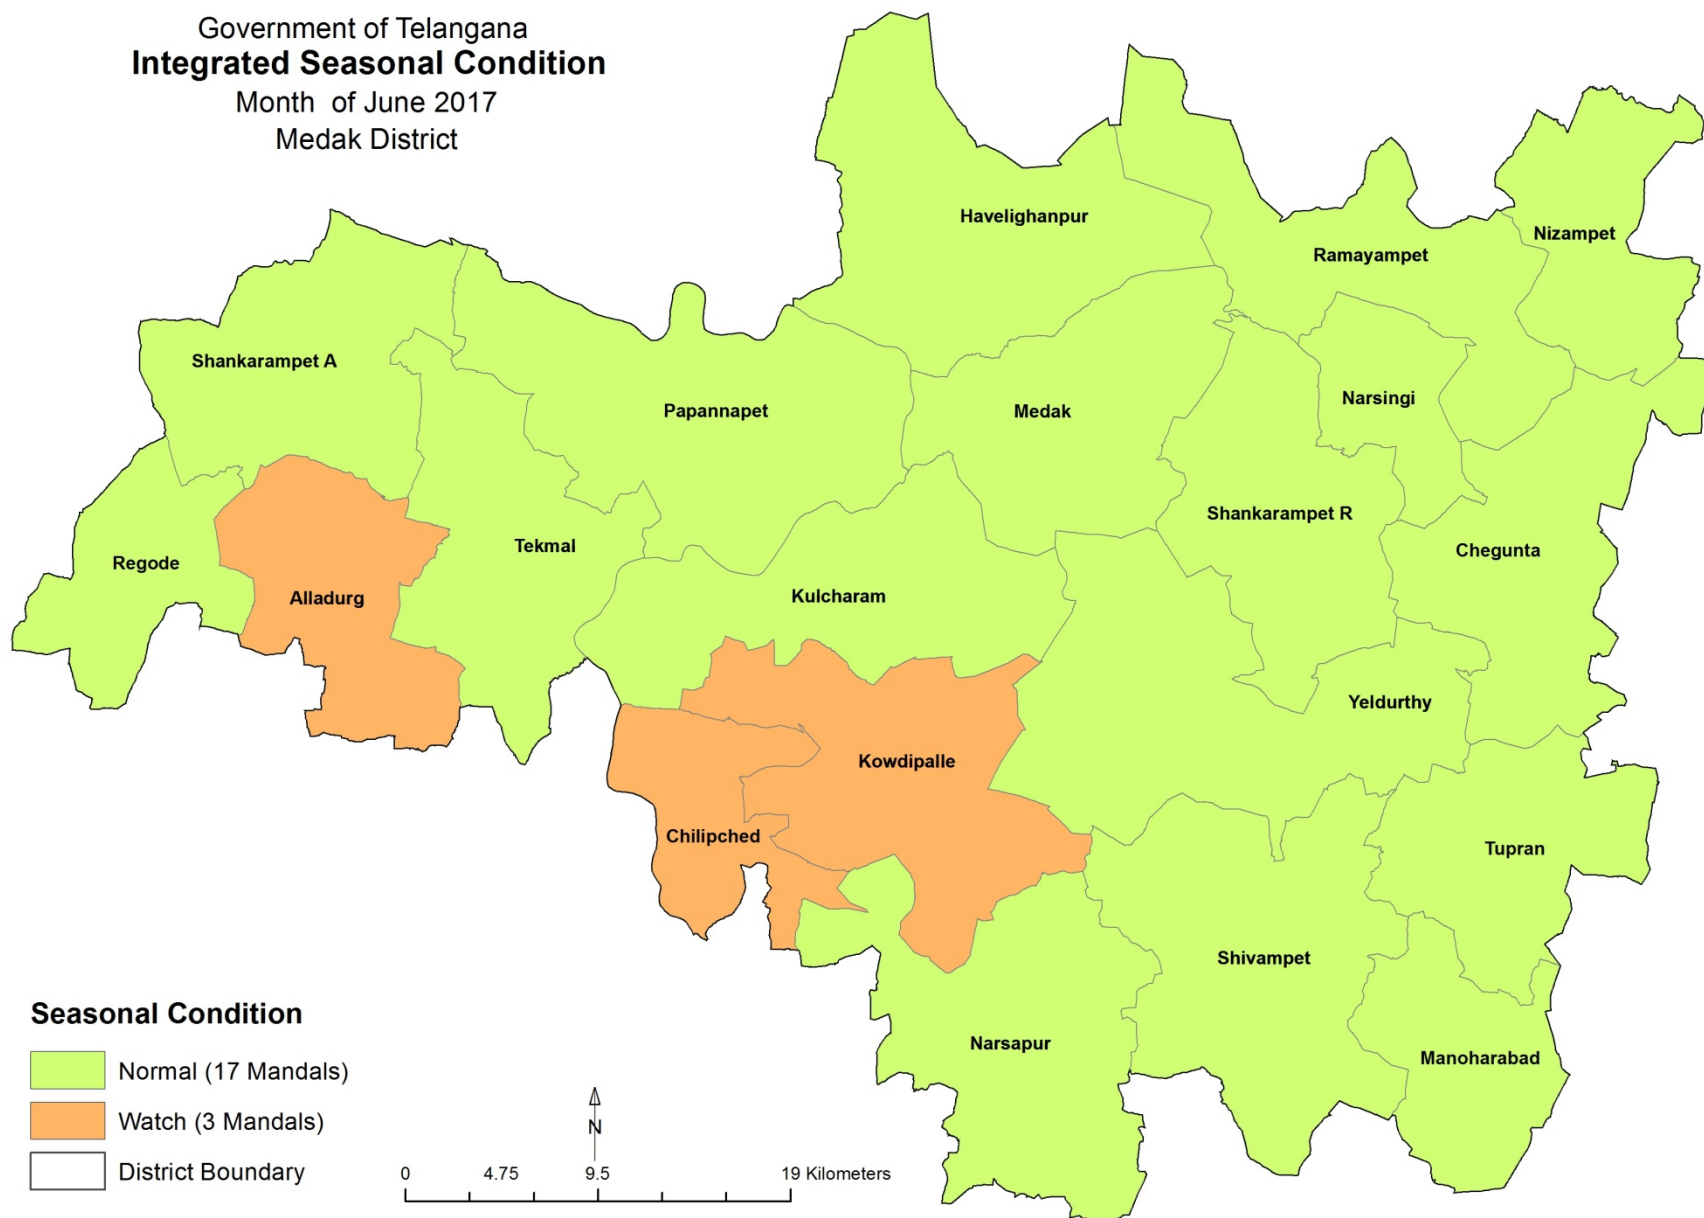 Government of Telangana
Integrated Seasonal Condition
Month of June 2017
Medak District
Havelighanpur
Nizampet
Ramayampet
Shankarampet A
Papannapet
Medak
Narsingi
Shankarampet R
Tekmal
Chegunta
Regode
Alladurg
Kulcharam
Yeldurthy
Kowdipalle
Chilipched
Tupran
Shivampet
Narsapur
Manoharabad
Seasonal Condition
Normal (17 Mandals)
Watch (3 Mandals)
District Boundary
N
0 4.75 9.5 19 Kilometers